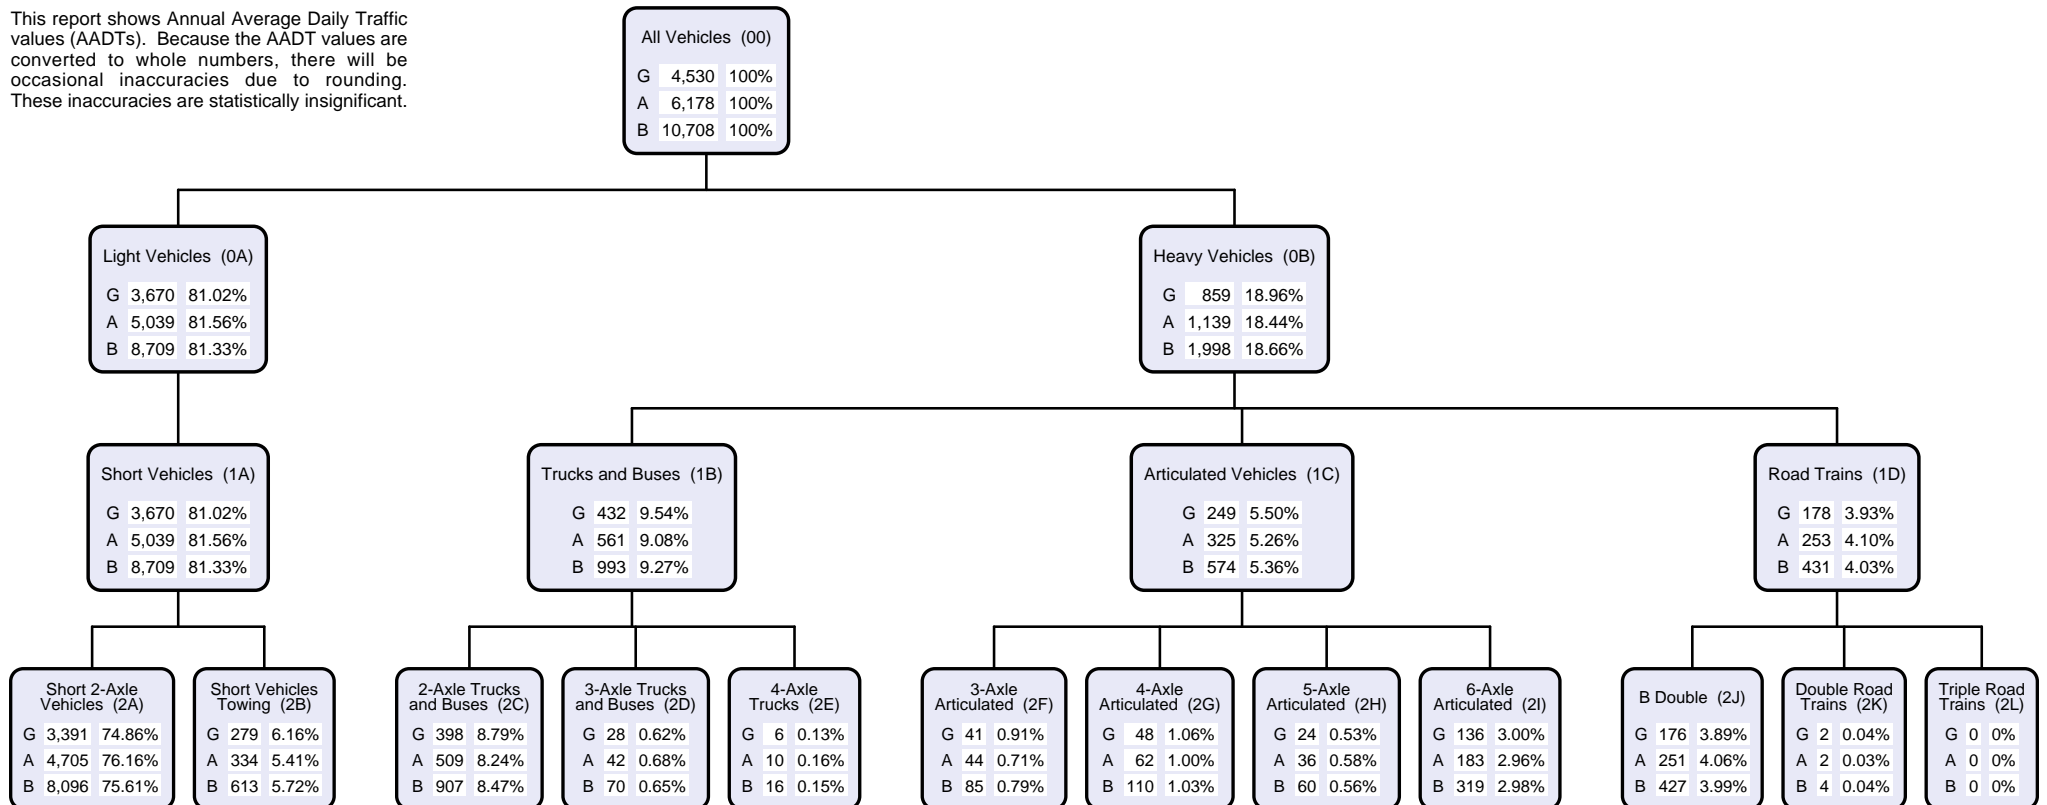 This report shows Annual Average Daily Traffic
values (AADTs). Because the AADT values are
converted to whole numbers, there will be
occasional inaccuracies due to rounding.
These inaccuracies are statistically insignificant.
All Vehicles (00)
G 4,530 100%
A 6,178 100%
B 10,708 100%
Light Vehicles (0A)
G 3,670 81.02%
A 5,039 81.56%
B 8,709 81.33%
Heavy Vehicles (0B)
G 859 18.96%
A 1,139 18.44%
B 1,998 18.66%
Short Vehicles (1A)
G 3,670 81.02%
A 5,039 81.56%
B 8,709 81.33%
Trucks and Buses (1B)
G 432 9.54%
A 561 9.08%
B 993 9.27%
Articulated Vehicles (1C)
G 249 5.50%
A 325 5.26%
B 574 5.36%
Road Trains (1D)
G 178 3.93%
A 253 4.10%
B 431 4.03%
Short 2-Axle
Vehicles (2A)
G 3,391 74.86%
A 4,705 76.16%
B 8,096 75.61%
Short Vehicles
Towing (2B)
G 279 6.16%
A 334 5.41%
B 613 5.72%
2-Axle Trucks
and Buses (2C)
G 398 8.79%
A 509 8.24%
B 907 8.47%
3-Axle Trucks
and Buses (2D)
G 28 0.62%
A 42 0.68%
B 70 0.65%
4-Axle
Trucks (2E)
G 6 0.13%
A 10 0.16%
B 16 0.15%
3-Axle
Articulated (2F)
G 41 0.91%
A 44 0.71%
B 85 0.79%
4-Axle
Articulated (2G)
G 48 1.06%
A 62 1.00%
B 110 1.03%
5-Axle
Articulated (2H)
G 24 0.53%
A 36 0.58%
B 60 0.56%
6-Axle
Articulated (2I)
G 136 3.00%
A 183 2.96%
B 319 2.98%
B Double (2J)
G 176 3.89%
A 251 4.06%
B 427 3.99%
Double Road
Trains (2K)
G 2 0.04%
A 2 0.03%
B 4 0.04%
Triple Road
Trains (2L)
G 0 0%
A 0 0%
B 0 0%